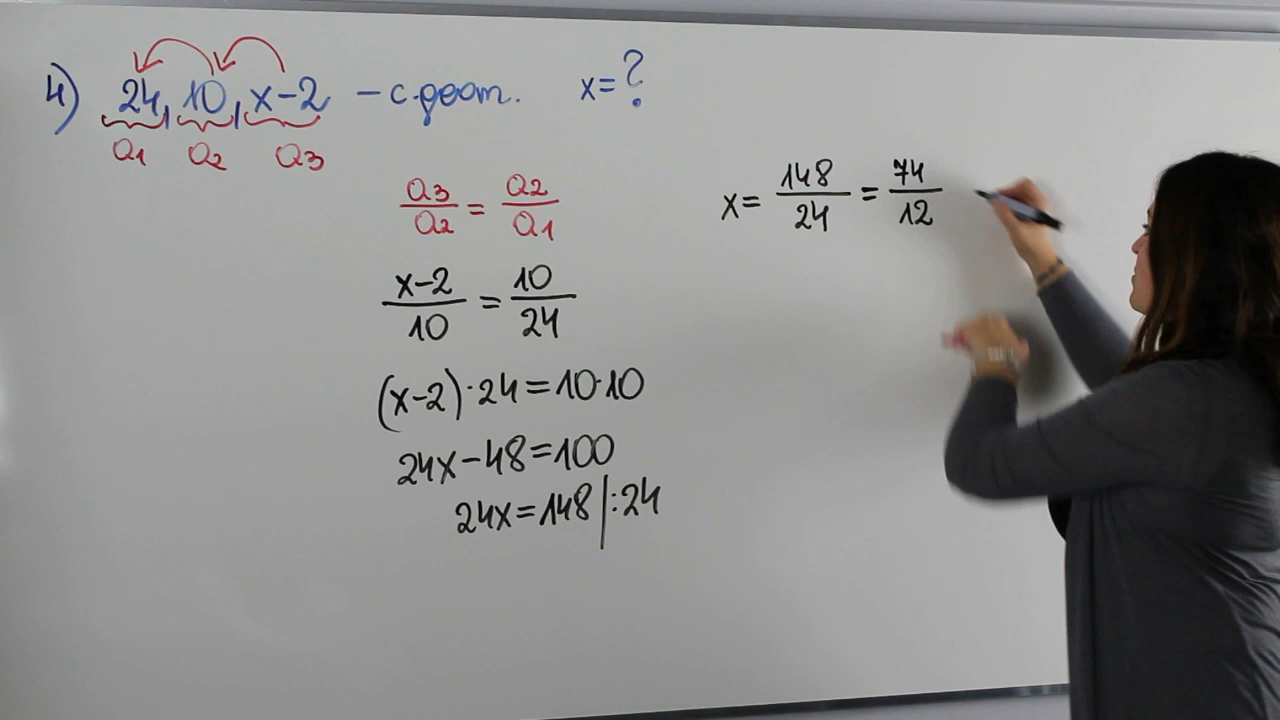 4) 24, 10, x-2 - c.geom. x=?
a1 a2 a3
a3/a2 = a2/a1
x-2/10 = 10/24
(x-2)·24=10·10
24x-48=100
24x=148 |:24
x= 148/24 = 74/12